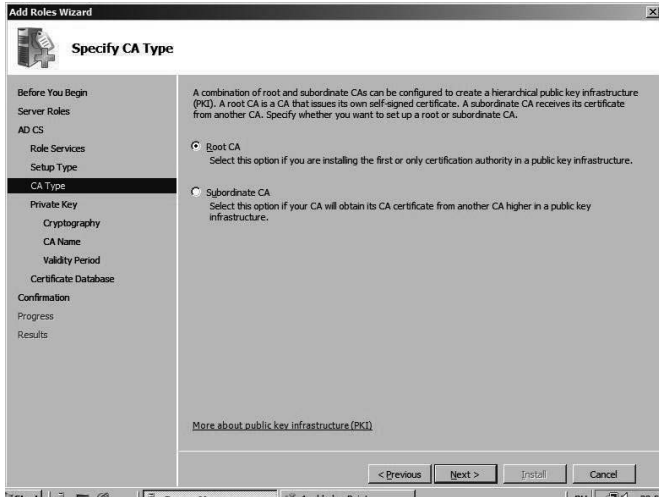 Add Roles Wizard
Specify CA Type
Before You Begin
Server Roles
AD CS
Role Services
Setup Type
CA Type
Private Key
Cryptography
CA Name
Validity Period
Certificate Database
Confirmation
Progress
Results
A combination of root and subordinate CAs can be configured to create a hierarchical public key infrastructure
(PKI). A root CA is a CA that issues its own self-signed certificate. A subordinate CA receives its certificate
from another CA. Specify whether you want to set up a root or subordinate CA.
Root CA
Select this option if you are installing the first or only certification authority in a public key infrastructure.
Subordinate CA
Select this option if your CA will obtain its CA certificate from another CA higher in a public key
infrastructure.
More about public key infrastructure (PKI)
< Previous
Next >
Install
Cancel